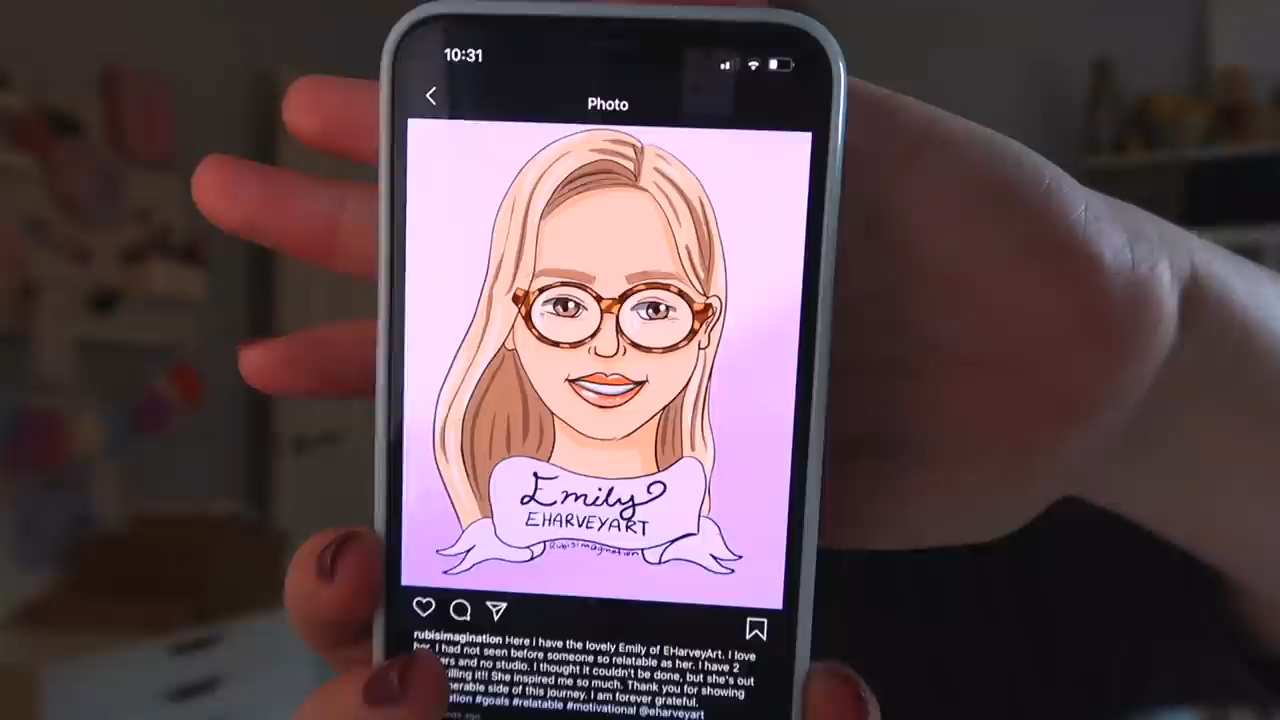 10:31
Photo
Emily
EHARVEYART
Rubisimagination
rubisimagination Here i have the lovely Emily of EHarveyArt. I love
I had not seen before someone so relatable as her. I have 2
and no studio. I thought it couldn't be done, but she's out
it!! She inspired me so much. Thank you for showing
side of this journey. I am forever grateful.
#goals #relatable #motivational @eharveyart
ago